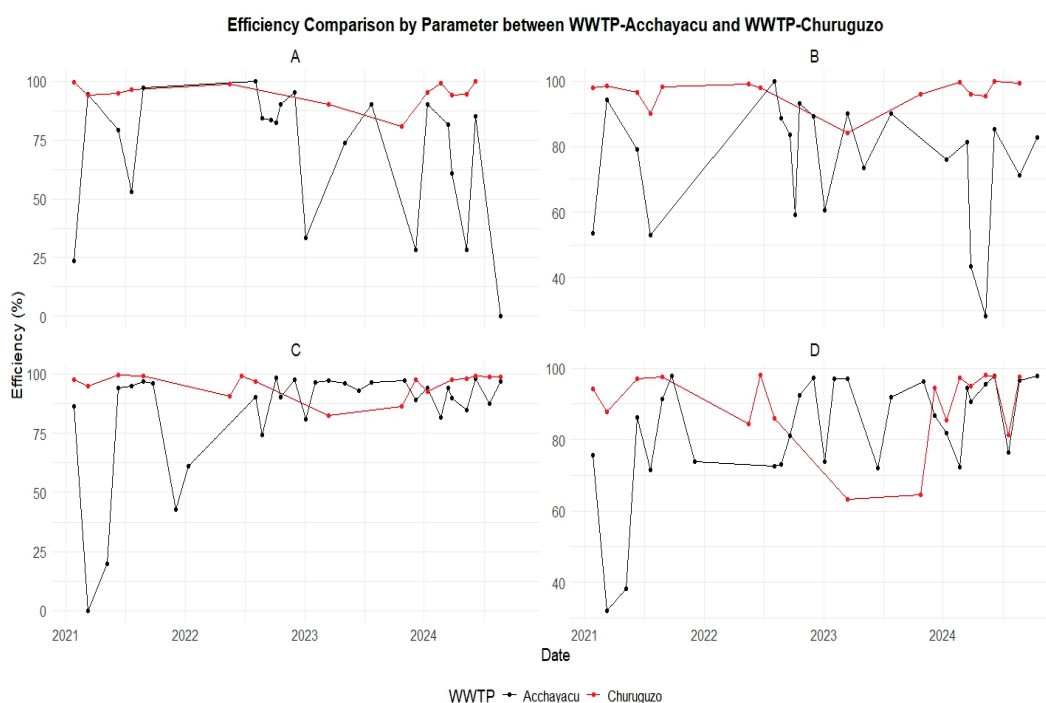 Efficiency Comparison by Parameter between WWTP-Acchayacu and WWTP-Churuguzo
A B
100 100
75 80
50 60
25 40
0
Efficiency (%)
C D
100 100
75 80
50 60
25 40
0
2021 2022 2023 2024 2021 2022 2023 2024
Date
WWTP Acchayacu Churuguzo